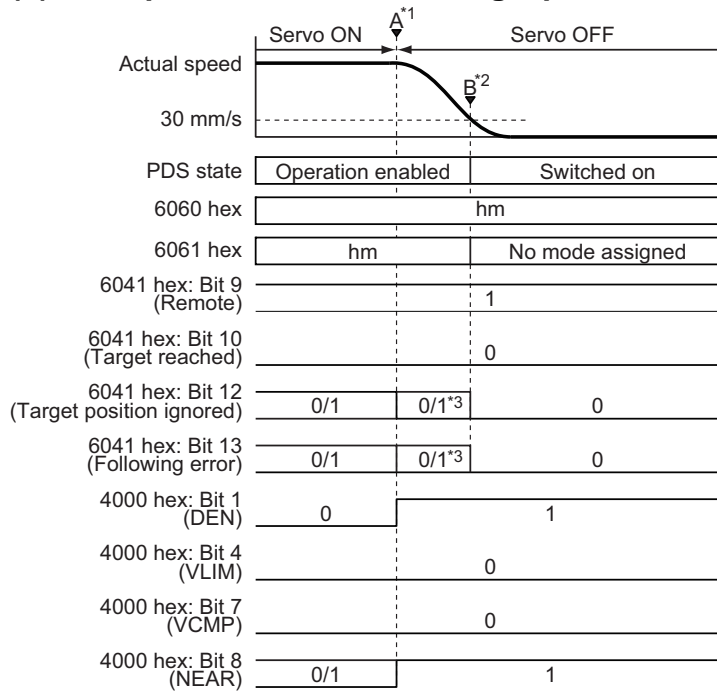 Servo ON
A*1
Servo OFF
Actual speed
B*2
30 mm/s
PDS state
Operation enabled
Switched on
6060 hex
hm
6061 hex
hm
No mode assigned
6041 hex: Bit 9
(Remote)
1
6041 hex: Bit 10
(Target reached)
0
6041 hex: Bit 12
(Target position ignored)
0/1
0/1*3
0
6041 hex: Bit 13
(Following error)
0/1
0/1*3
0
4000 hex: Bit 1
(DEN)
0
1
4000 hex: Bit 4
(VLIM)
0
4000 hex: Bit 7
(VCMP)
0
4000 hex: Bit 8
(NEAR)
0/1
1